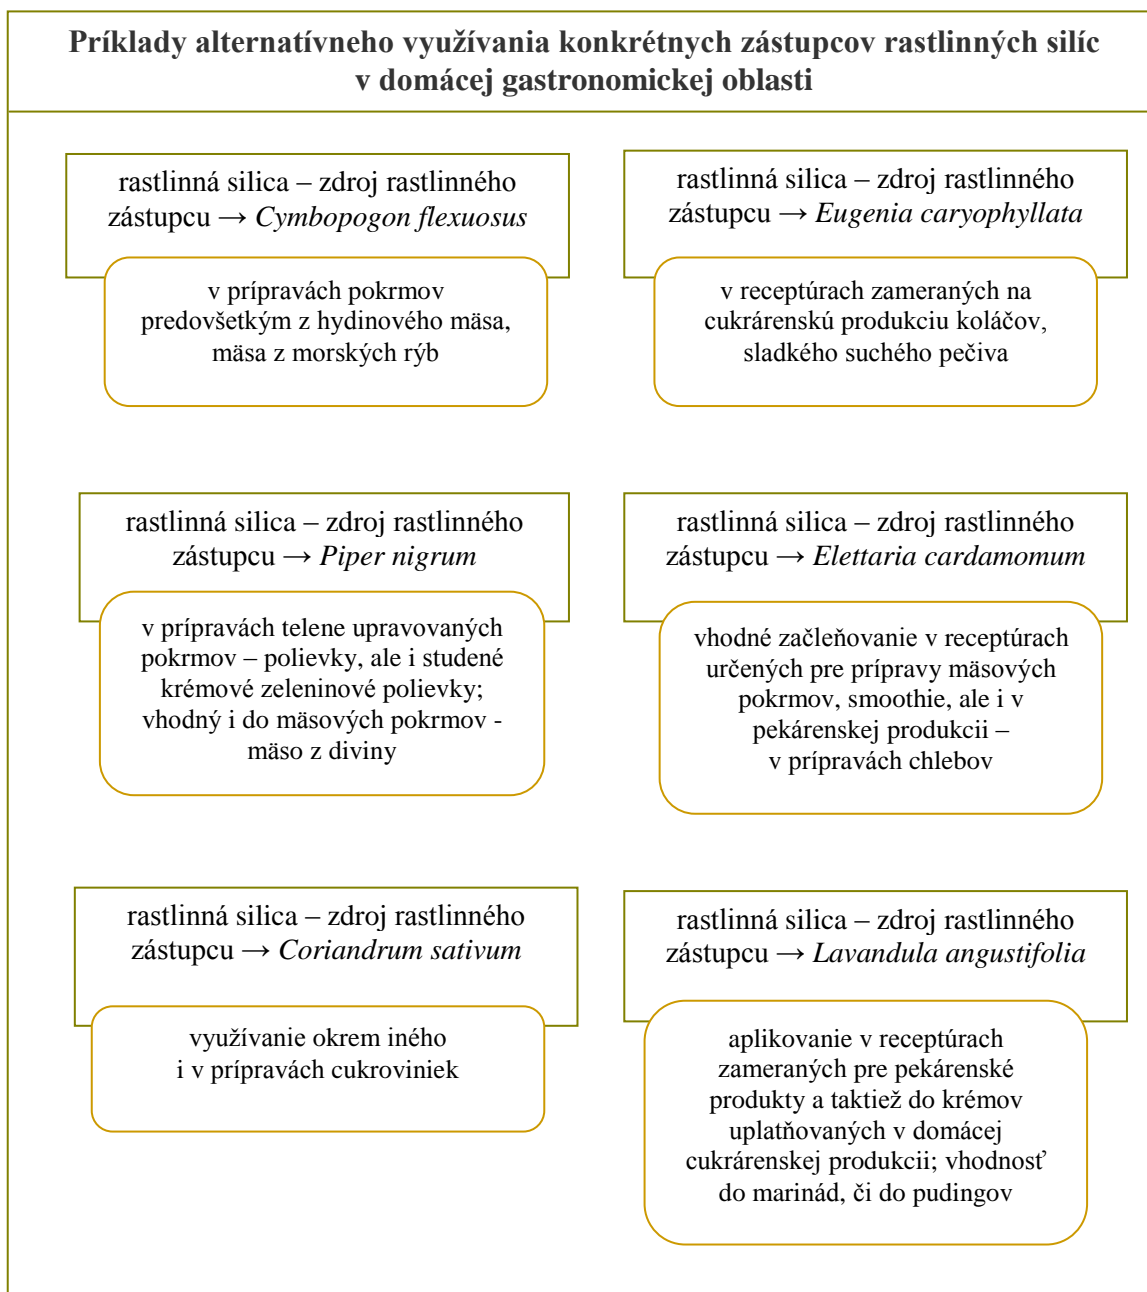 Príklady alternatívneho využívania konkrétnych zástupcov rastlinných silíc
v domácej gastronomickej oblasti
rastlinná silica – zdroj rastlinného
zástupcu → Cymbopogon flexuosus
v prípravách pokrmov
predovšetkým z hydinového mäsa,
mäsa z morských rýb
rastlinná silica – zdroj rastlinného
zástupcu → Eugenia caryophyllata
v receptúrach zameraných na
cukrárenskú produkciu koláčov,
sladkého suchého pečiva
rastlinná silica – zdroj rastlinného
zástupcu → Piper nigrum
v prípravách telene upravovaných
pokrmov – polievky, ale i studené
krémové zeleninové polievky;
vhodný i do mäsových pokrmov -
mäso z diviny
rastlinná silica – zdroj rastlinného
zástupcu → Elettaria cardamomum
vhodné začleňovanie v receptúrach
určených pre prípravy mäsových
pokrmov, smoothie, ale i v
pekárenskej produkcii –
v prípravách chlebov
rastlinná silica – zdroj rastlinného
zástupcu → Coriandrum sativum
využívanie okrem iného
i v prípravách cukroviniek
rastlinná silica – zdroj rastlinného
zástupcu → Lavandula angustifolia
aplikovanie v receptúrach
zameraných pre pekárenské
produkty a taktiež do krémov
uplatňovaných v domácej
cukrárenskej produkcii; vhodnosť
do marinád, či do pudingov